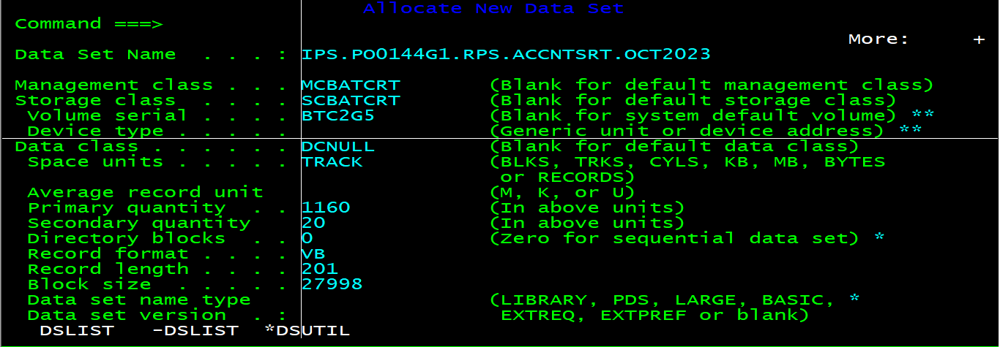 Allocate New Data Set
Command ===>
More:     +
Data Set Name  . . . : IPS.PO0144G1.RPS.ACCNTSRT.OCT2023
Management class . . . MCBATCRT (Blank for default management class)
Storage class  . . . . SCBATCRT (Blank for default storage class)
Volume serial . . . . BTC2G5 (Blank for system default volume) **
Device type . . . . . (Generic unit or device address) **
Data class . . . . . . DCNULL (Blank for default data class)
Space units . . . . . TRACK (BLKS, TRKS, CYLS, KB, MB, BYTES
or RECORDS)
Average record unit (M, K, or U)
Primary quantity  . . 1160 (In above units)
Secondary quantity 20 (In above units)
Directory blocks  . . 0 (Zero for sequential data set) *
Record format . . . . VB
Record length . . . . 201
Block size  . . . . . 27998
Data set name type (LIBRARY, PDS, LARGE, BASIC, *
Data set version  . : EXTREQ, EXTPREF or blank)
DSLIST   -DSLIST  *DSUTIL